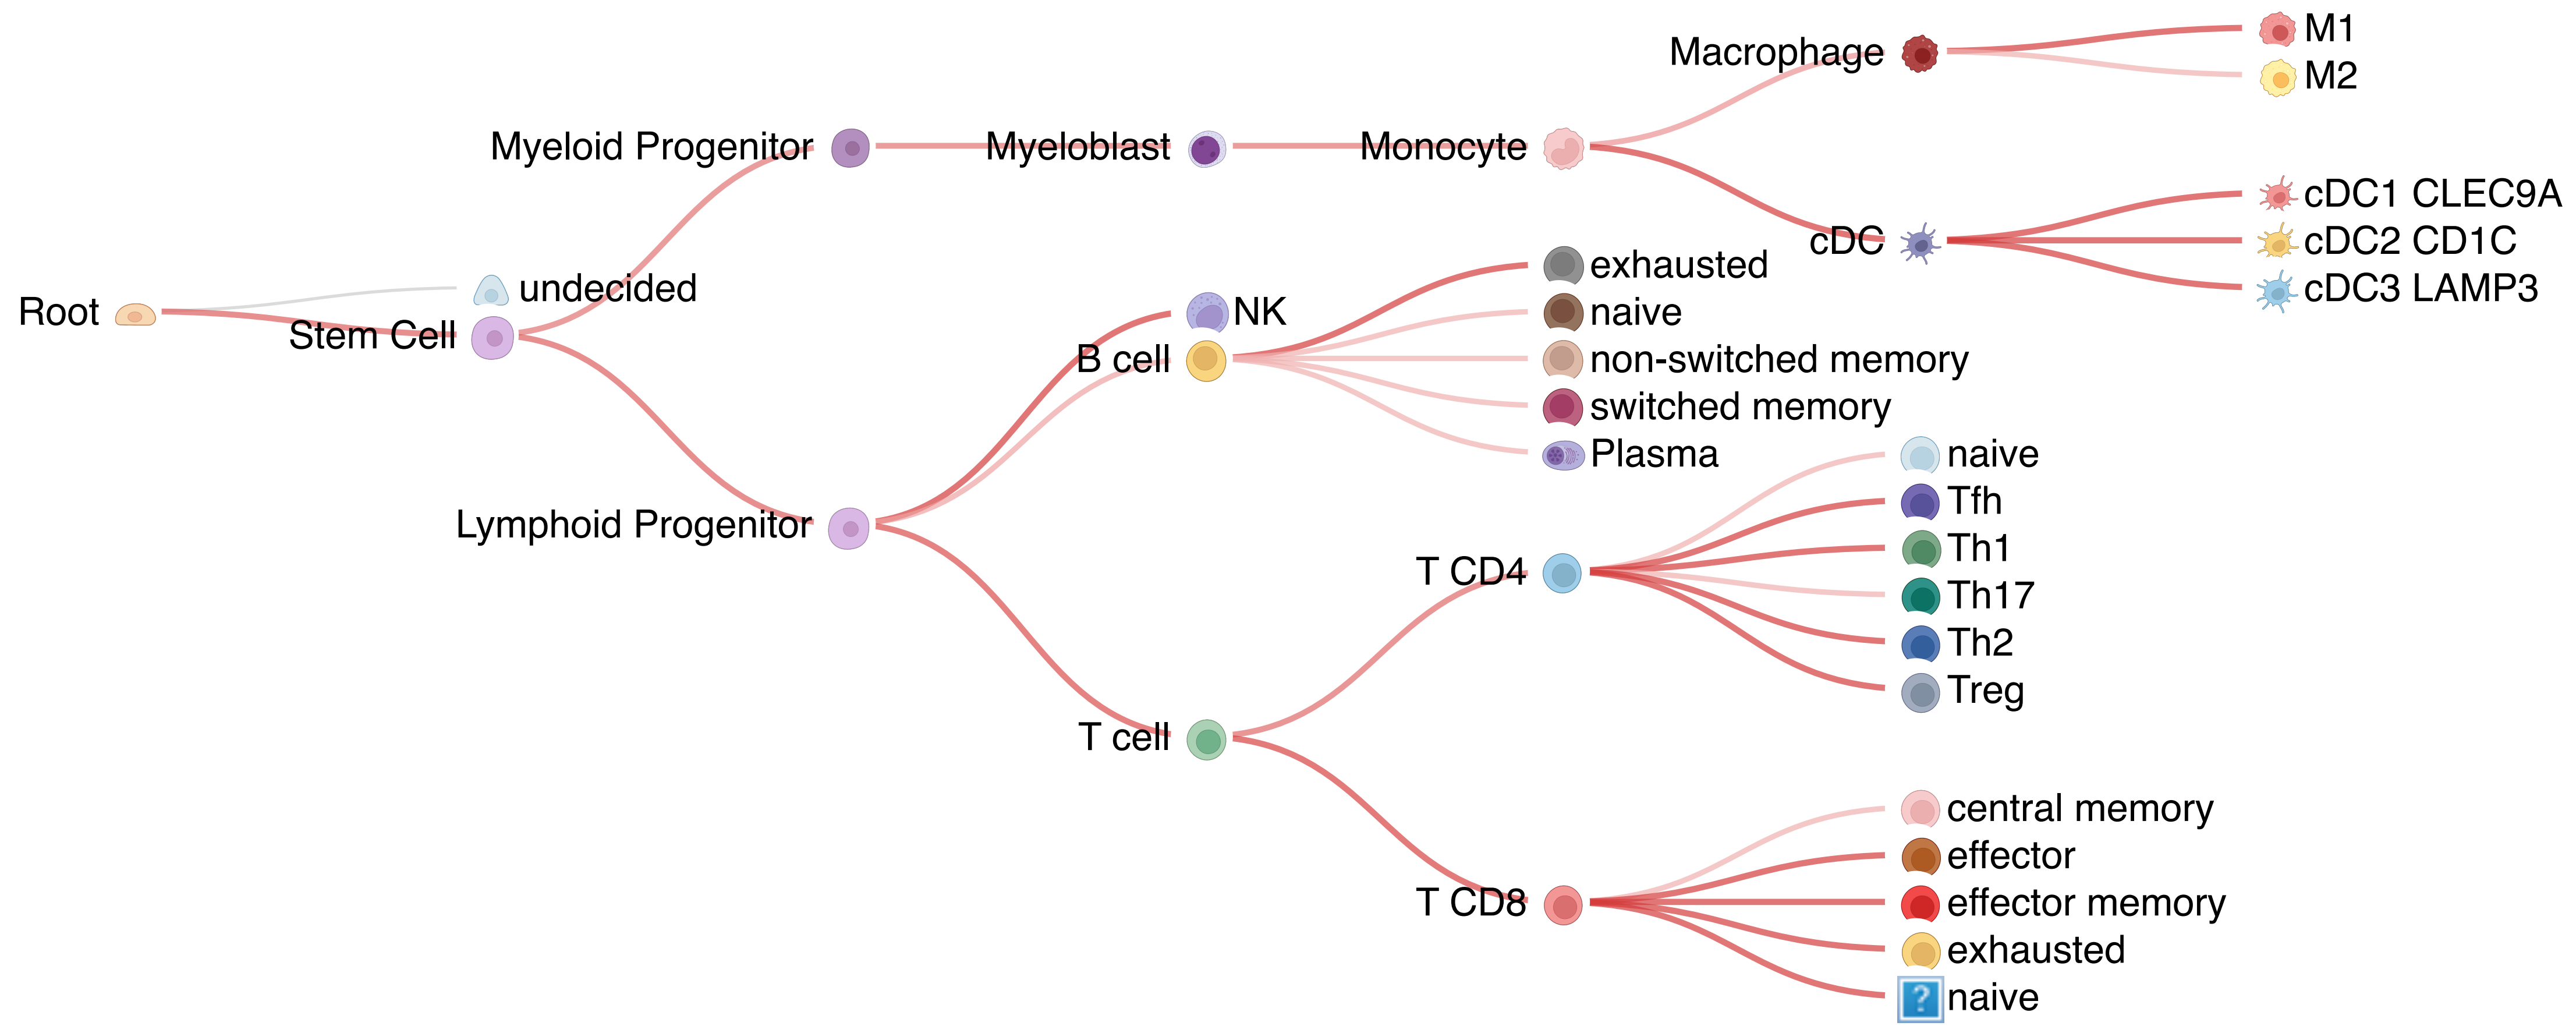 M1
Macrophage
M2
Myeloid Progenitor
Myeloblast
Monocyte
cDC1 CLEC9A
cDC
cDC2 CD1C
exhausted
undecided
cDC3 LAMP3
Root
NK
naive
Stem Cell
B cell
non-switched memory
switched memory
Plasma
naive
Tfh
Lymphoid Progenitor
Th1
T CD4
Th17
Th2
Treg
T cell
central memory
effector
T CD8
effector memory
exhausted
?
naive